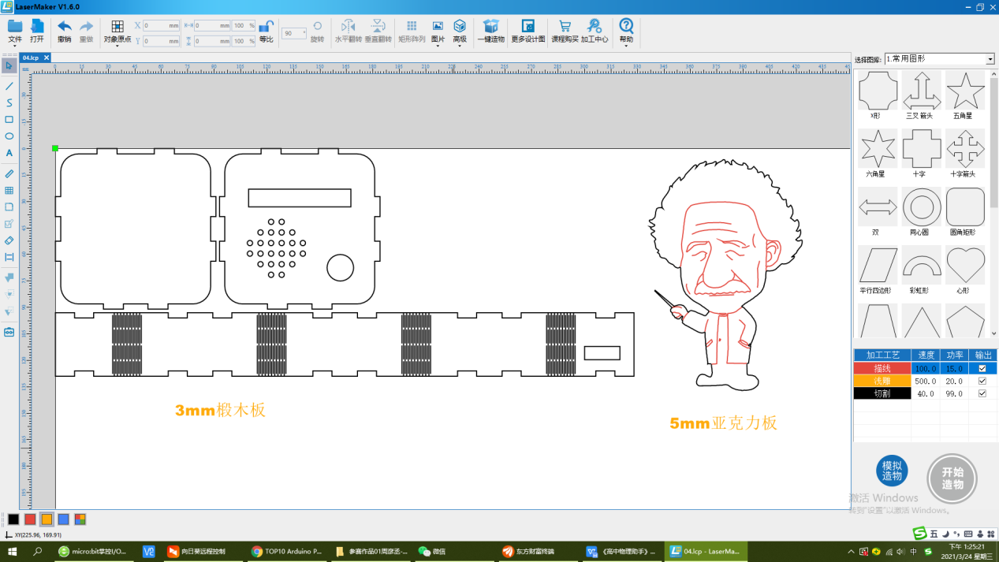 LaserMaker V1.6.0
文件
打开
撤销
重做
对象原点
X 0 mm
Y 0 mm
0 mm 100 %
0 mm 100 %
等比
90 °
旋转
水平翻转
垂直翻转
矩形阵列
图片
高级
一键造物
更多设计图
课程购买
加工中心
帮助
04.lcp
选择图库:
1.常用图形
X形
三叉 箭头
五角星
六角星
十字
十字箭头
双
同心圆
圆角矩形
平行四边形
彩虹形
心形
加工工艺 速度 功率 输出
描线 100.0 15.0
浅雕 500.0 20.0
切割 40.0 99.0
3mm椴木板
5mm亚克力板
模拟
造物
开始
造物
激活 Windows
转到"设置"以激活 Windows。
XY(225.96, 169.91)
五
micro:bit掌控I/O...
向日葵远程控制
TOP10 Arduino P...
参赛作品01周彦丞-...
微信
东方财富终端
《高中物理助手》...
04.lcp - LaserMa...
中
下午 1:25:21
2021/3/24 星期三